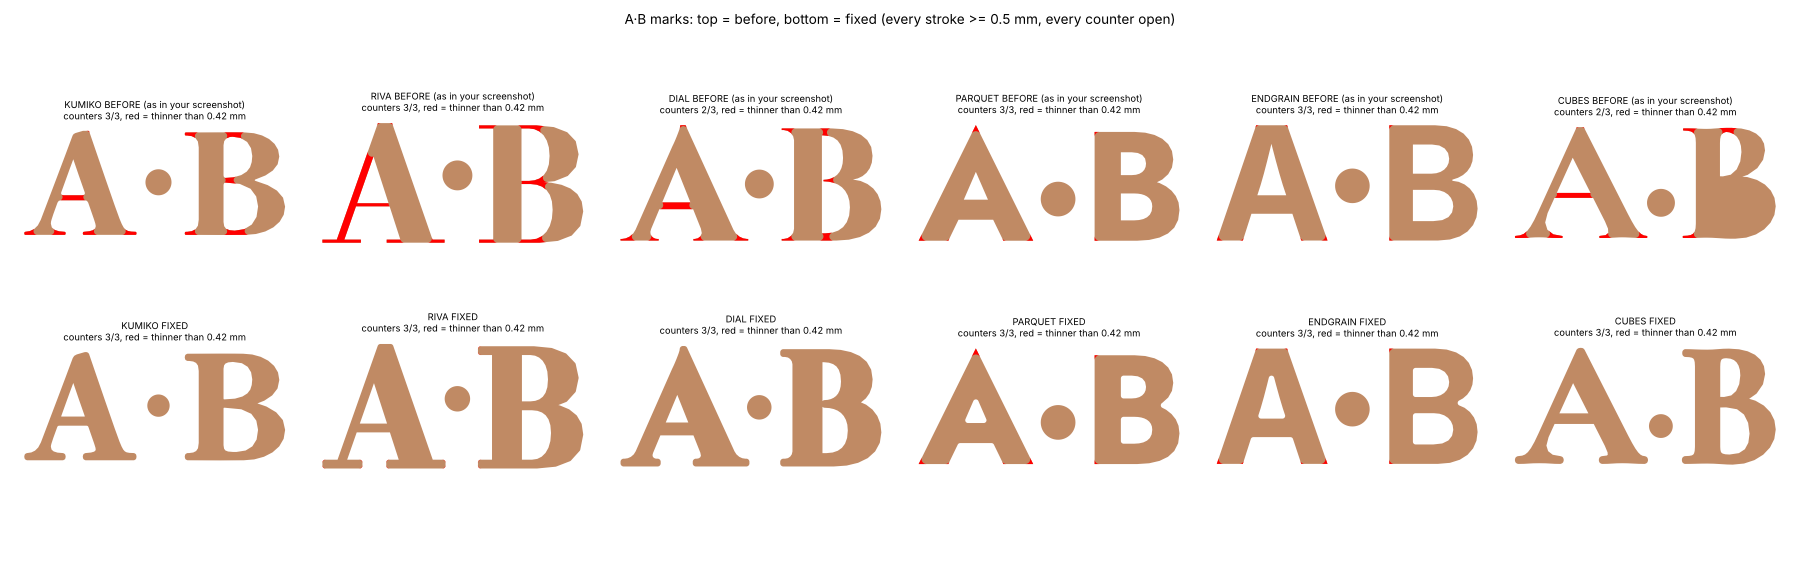 A·B marks: top = before, bottom = fixed (every stroke >= 0.5 mm, every counter open)
KUMIKO BEFORE (as in your screenshot)
counters 3/3, red = thinner than 0.42 mm
A·B
RIVA BEFORE (as in your screenshot)
counters 3/3, red = thinner than 0.42 mm
A·B
DIAL BEFORE (as in your screenshot)
counters 2/3, red = thinner than 0.42 mm
A·B
PARQUET BEFORE (as in your screenshot)
counters 3/3, red = thinner than 0.42 mm
A·B
ENDGRAIN BEFORE (as in your screenshot)
counters 3/3, red = thinner than 0.42 mm
A·B
CUBES BEFORE (as in your screenshot)
counters 2/3, red = thinner than 0.42 mm
A·B
KUMIKO FIXED
counters 3/3, red = thinner than 0.42 mm
A·B
RIVA FIXED
counters 3/3, red = thinner than 0.42 mm
A·B
DIAL FIXED
counters 3/3, red = thinner than 0.42 mm
A·B
PARQUET FIXED
counters 3/3, red = thinner than 0.42 mm
A·B
ENDGRAIN FIXED
counters 3/3, red = thinner than 0.42 mm
A·B
CUBES FIXED
counters 3/3, red = thinner than 0.42 mm
A·B